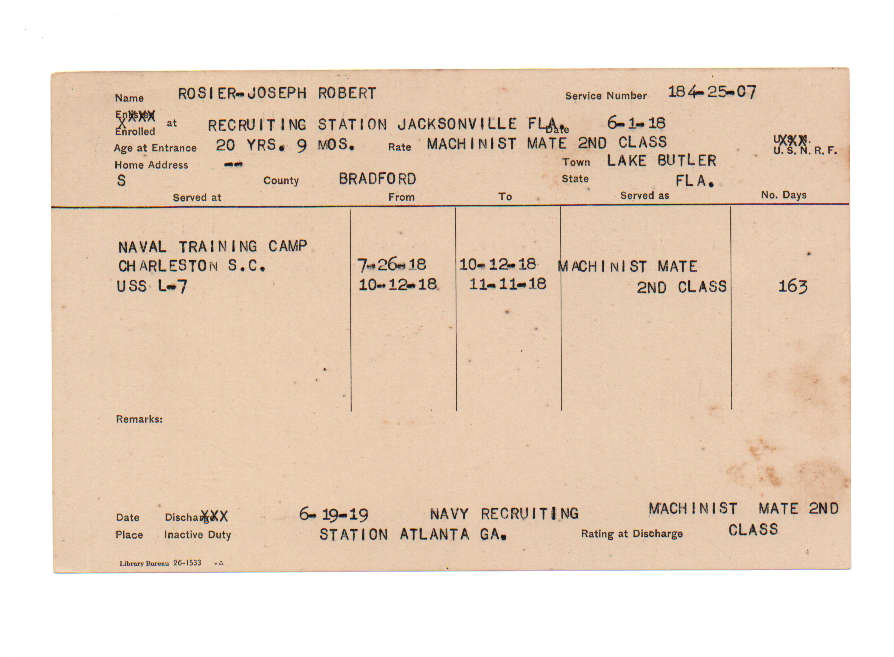 Name ROSIER-JOSEPH ROBERT Service Number 184-25-07
Enrolled at RECRUITING STATION JACKSONVILLE FLA. Date 6-1-18
Age at Entrance 20 YRS. 9 MOS. Rate MACHINIST MATE 2ND CLASS U.S.N.R.F.
Home Address -- Town LAKE BUTLER
S County BRADFORD State FLA.
Served at From To Served as No. Days
NAVAL TRAINING CAMP
CHARLESTON S.C. 7-26-18 10-12-18 MACHINIST MATE
USS L-7 10-12-18 11-11-18 2ND CLASS 163
Remarks:
Date Discharge XXX 6-19-19 NAVY RECRUITING MACHINIST MATE 2ND
Place Inactive Duty STATION ATLANTA GA. Rating at Discharge CLASS
Library Bureau 26-1533